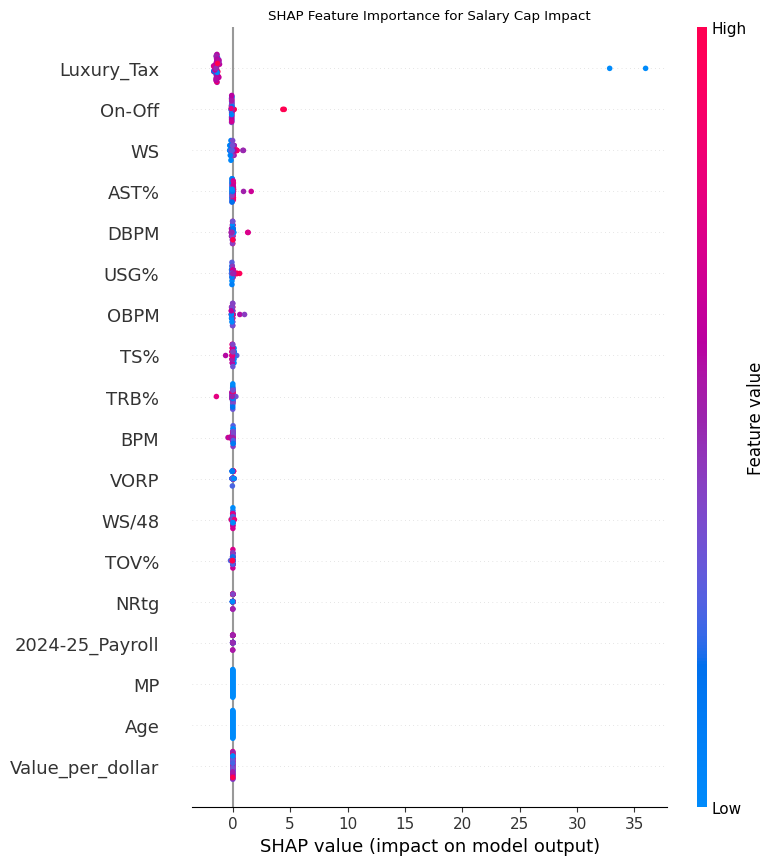 SHAP Feature Importance for Salary Cap Impact
High
Luxury_Tax
On-Off
WS
AST%
DBPM
USG%
OBPM
TS%
TRB%
BPM
VORP
WS/48
TOV%
NRtg
2024-25_Payroll
MP
Age
Value_per_dollar
Feature value
Low
0 5 10 15 20 25 30 35
SHAP value (impact on model output)